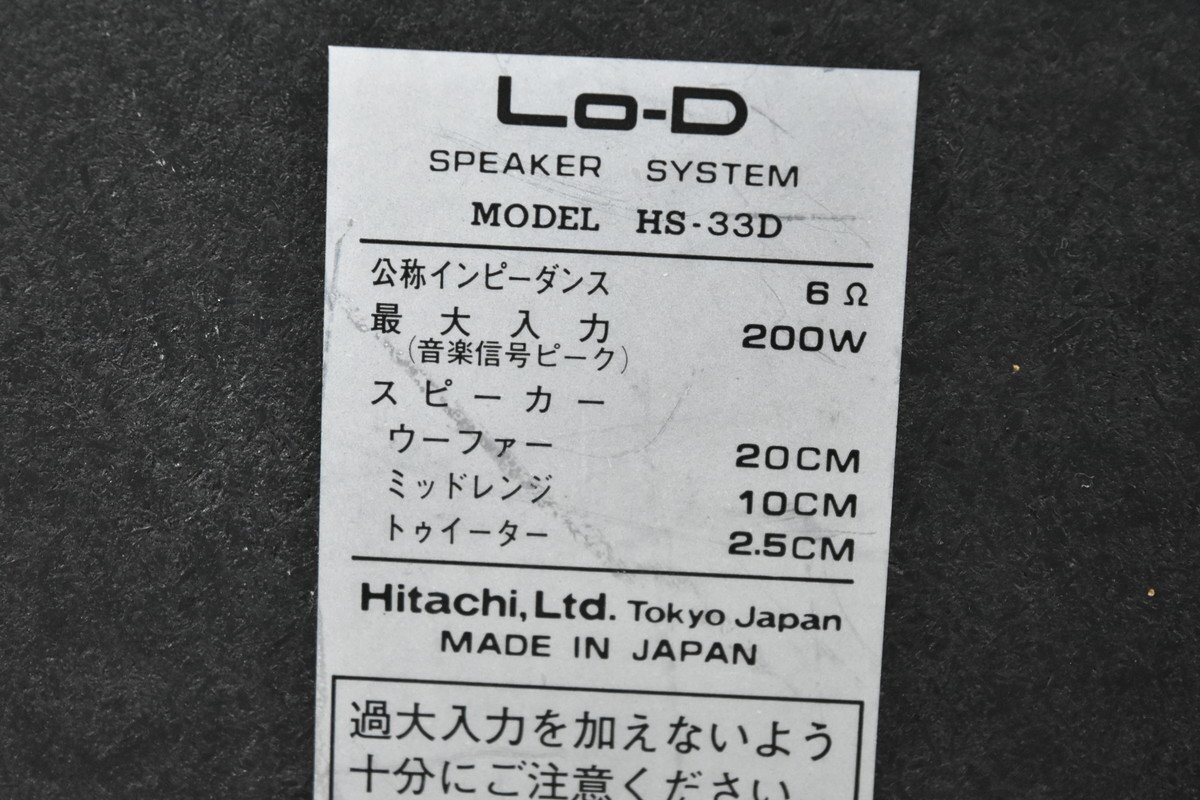 Lo-D
SPEAKER SYSTEM
MODEL HS-33D
公称インピーダンス 6Ω
最大入力 200W
(音楽信号ピーク)
スピーカー
ウーファー 20CM
ミッドレンジ 10CM
トゥイーター 2.5CM
Hitachi, Ltd. Tokyo Japan
MADE IN JAPAN
過大入力を加えないよう
十分にご注意ください